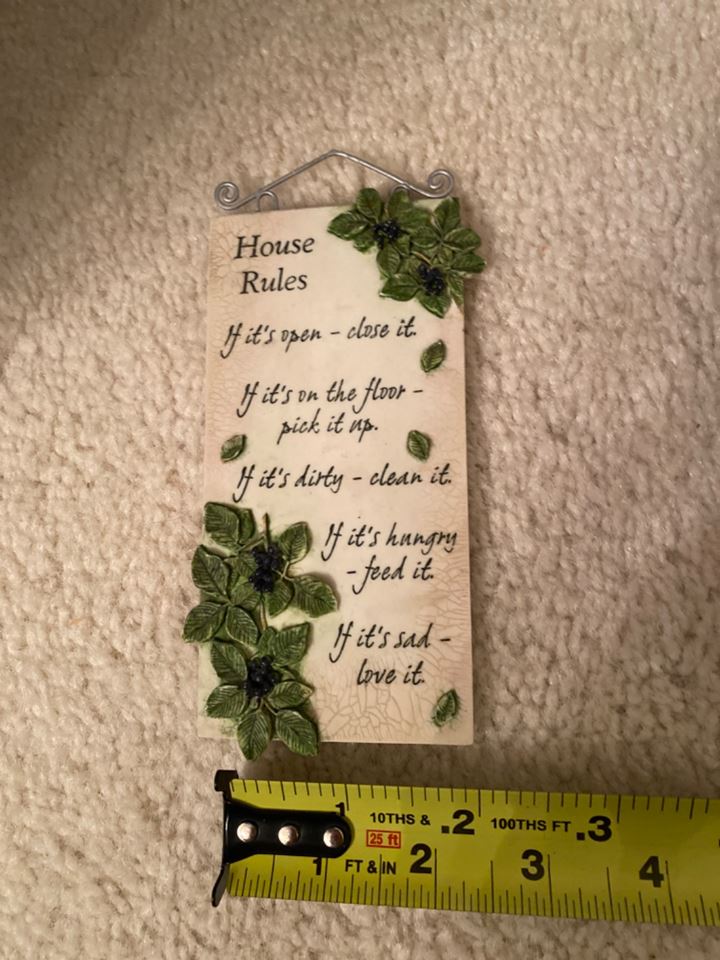 House
Rules
If it's open - close it.
If it's on the floor -
pick it up.
If it's dirty - clean it.
If it's hungry
- feed it.
If it's sad -
love it.
1 10THS & .2 100THS FT .3
25 ft
1 FT & IN 2 3 4